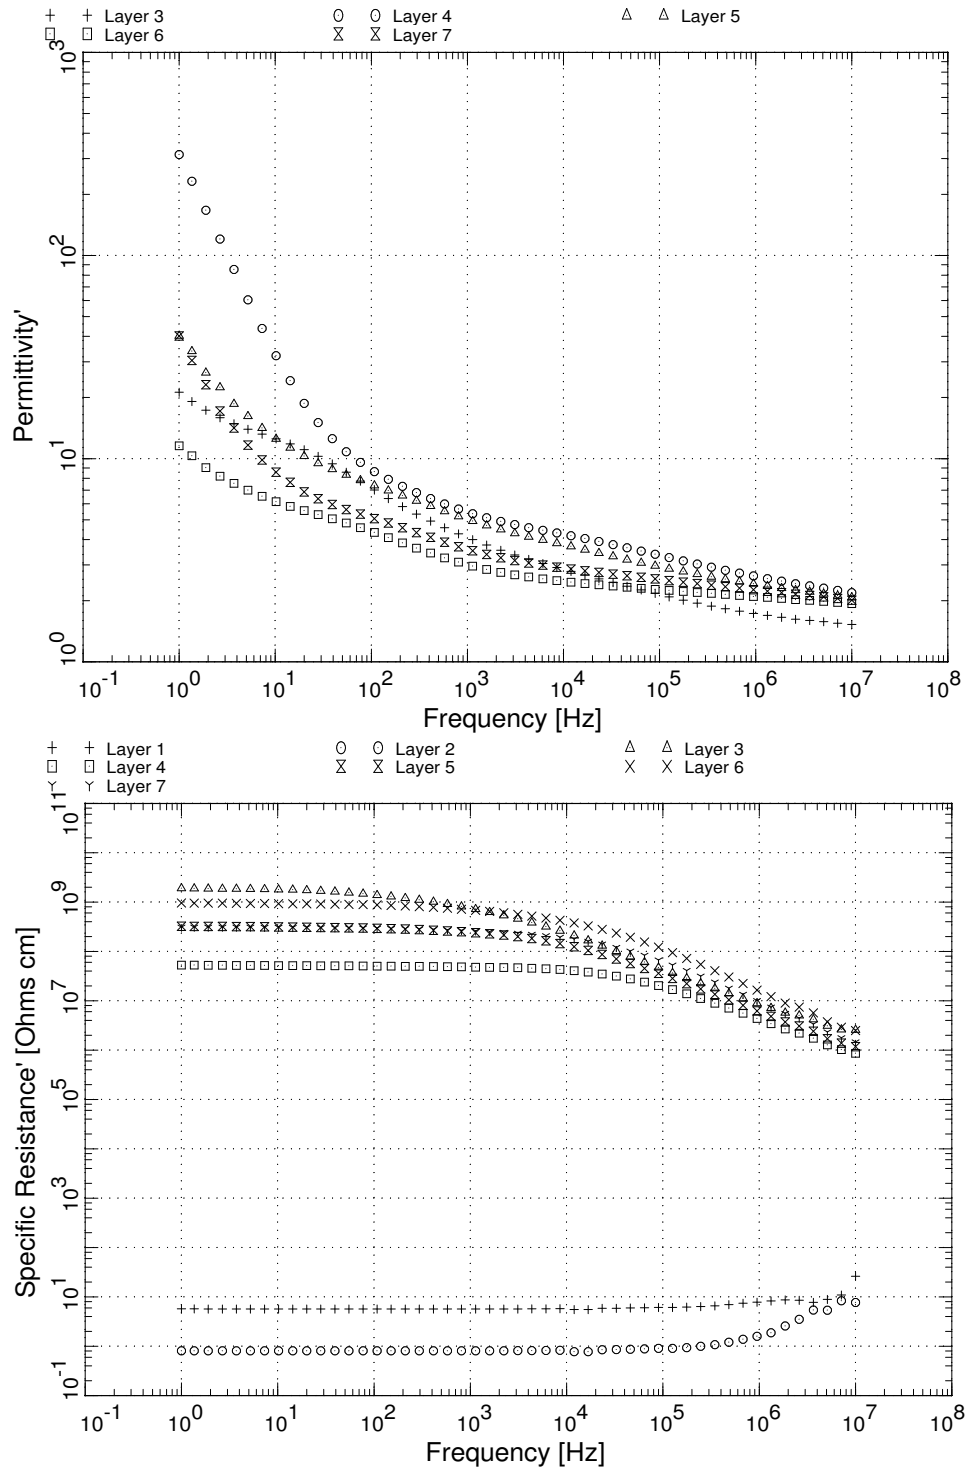 Layer 3 Layer 4 Layer 5
Layer 6 Layer 7
10³
10²
10¹
10⁰
Permittivity'
10⁻¹ 10⁰ 10¹ 10² 10³ 10⁴ 10⁵ 10⁶ 10⁷ 10⁸
Frequency [Hz]
Layer 1 Layer 2 Layer 3
Layer 4 Layer 5 Layer 6
Layer 7
10¹¹
10⁹
10⁷
10⁵
10³
10¹
10⁻¹
Specific Resistance' [Ohms cm]
10⁻¹ 10⁰ 10¹ 10² 10³ 10⁴ 10⁵ 10⁶ 10⁷ 10⁸
Frequency [Hz]